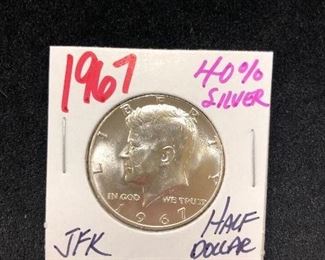 1967
40%
SILVER
LIBERTY
IN GOD WE TRUST
1967
JFK
HALF
DOLLAR